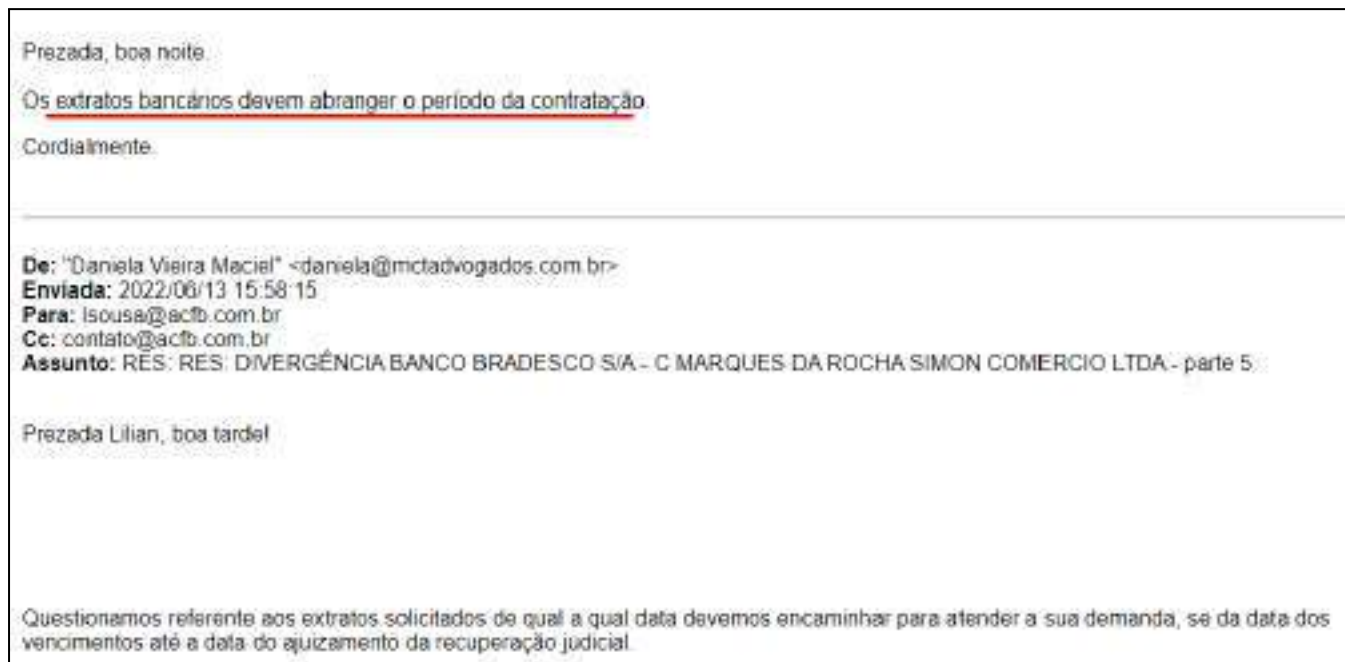 Prezada, boa noite.
Os extratos bancários devem abranger o período da contratação.
Cordialmente.
De: "Daniela Vieira Maciel" <daniela@mctadvogados.com.br>
Enviada: 2022/06/13 15:58:15
Para: lsousa@acfb.com.br
Cc: contato@acfb.com.br
Assunto: RES: RES: DIVERGÊNCIA BANCO BRADESCO S/A - C MARQUES DA ROCHA SIMON COMERCIO LTDA - parte 5
Prezada Lilian, boa tarde!
Questionamos referente aos extratos solicitados de qual a qual data devemos encaminhar para atender a sua demanda, se da data dos
vencimentos até a data do ajuizamento da recuperação judicial.